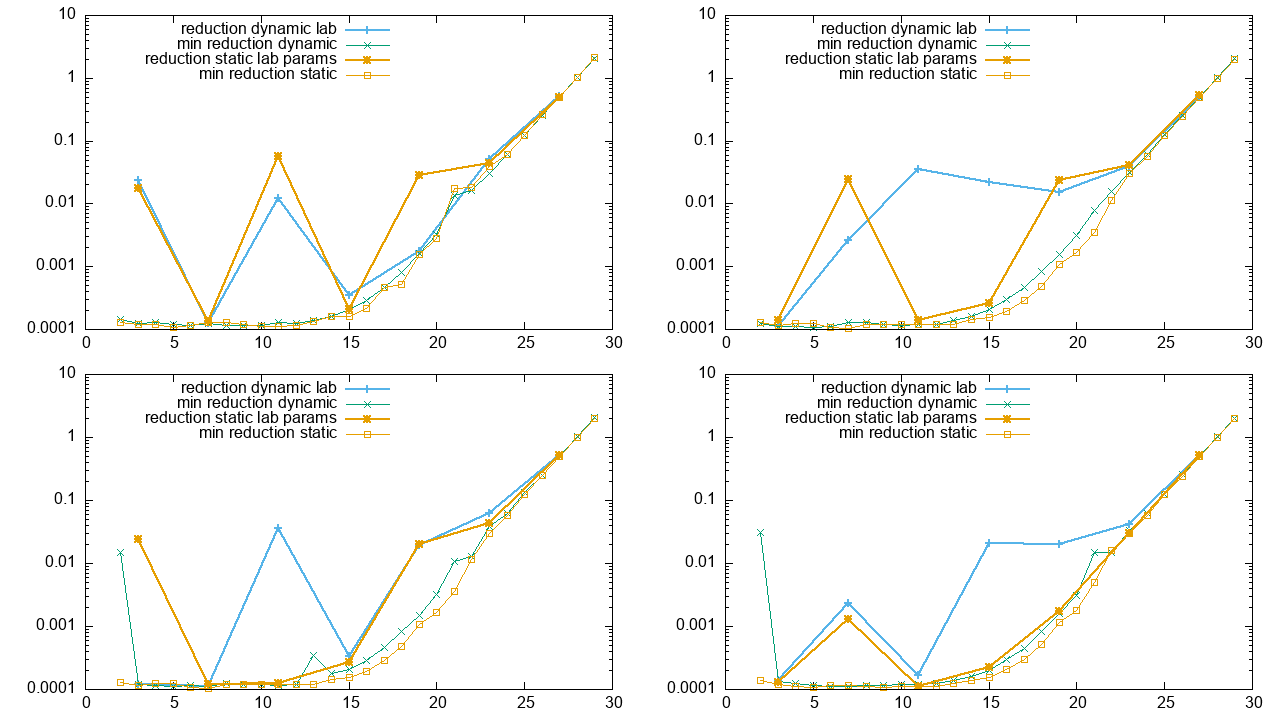 10
1
0.1
0.01
0.001
0.0001
0 5 10 15 20 25 30
reduction dynamic lab
min reduction dynamic
reduction static lab params
min reduction static
10
1
0.1
0.01
0.001
0.0001
0 5 10 15 20 25 30
reduction dynamic lab
min reduction dynamic
reduction static lab params
min reduction static
10
1
0.1
0.01
0.001
0.0001
0 5 10 15 20 25 30
reduction dynamic lab
min reduction dynamic
reduction static lab params
min reduction static
10
1
0.1
0.01
0.001
0.0001
0 5 10 15 20 25 30
reduction dynamic lab
min reduction dynamic
reduction static lab params
min reduction static